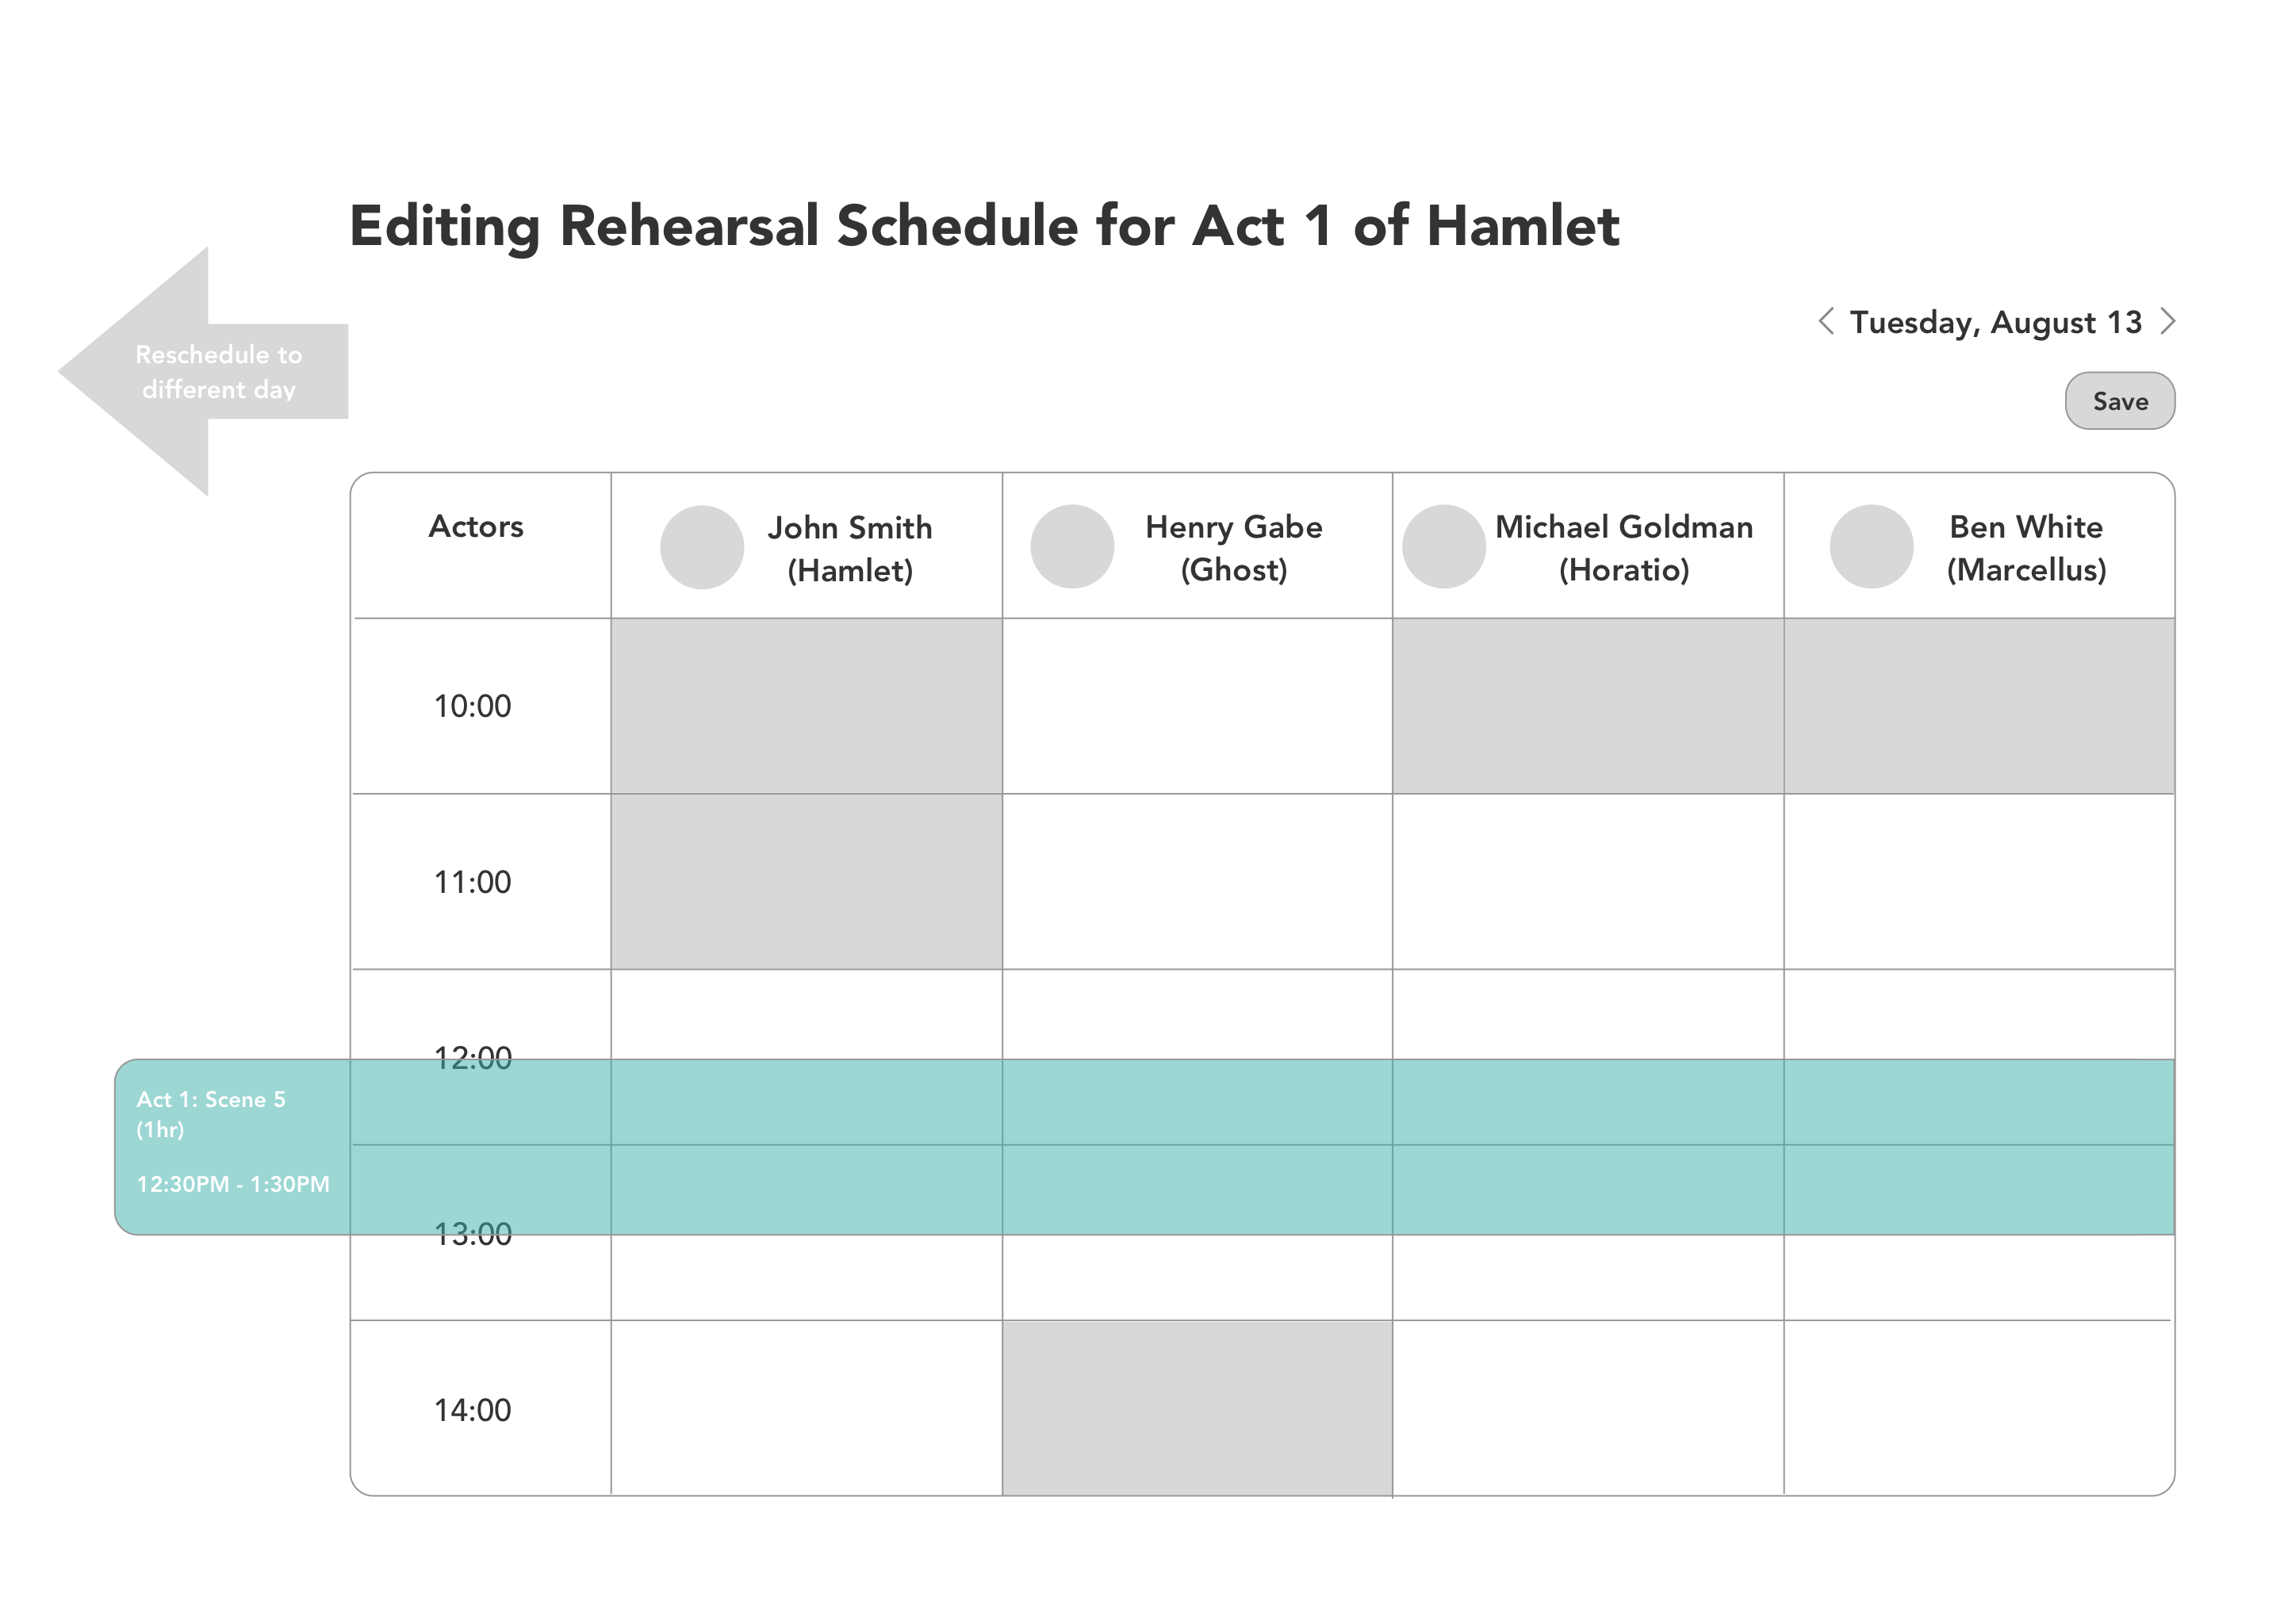 Editing Rehearsal Schedule for Act 1 of Hamlet
Tuesday, August 13
Reschedule to
different day
Save
Actors
John Smith
(Hamlet)
Henry Gabe
(Ghost)
Michael Goldman
(Horatio)
Ben White
(Marcellus)
10:00
11:00
12:00
Act 1: Scene 5
(1hr)
12:30PM - 1:30PM
13:00
14:00